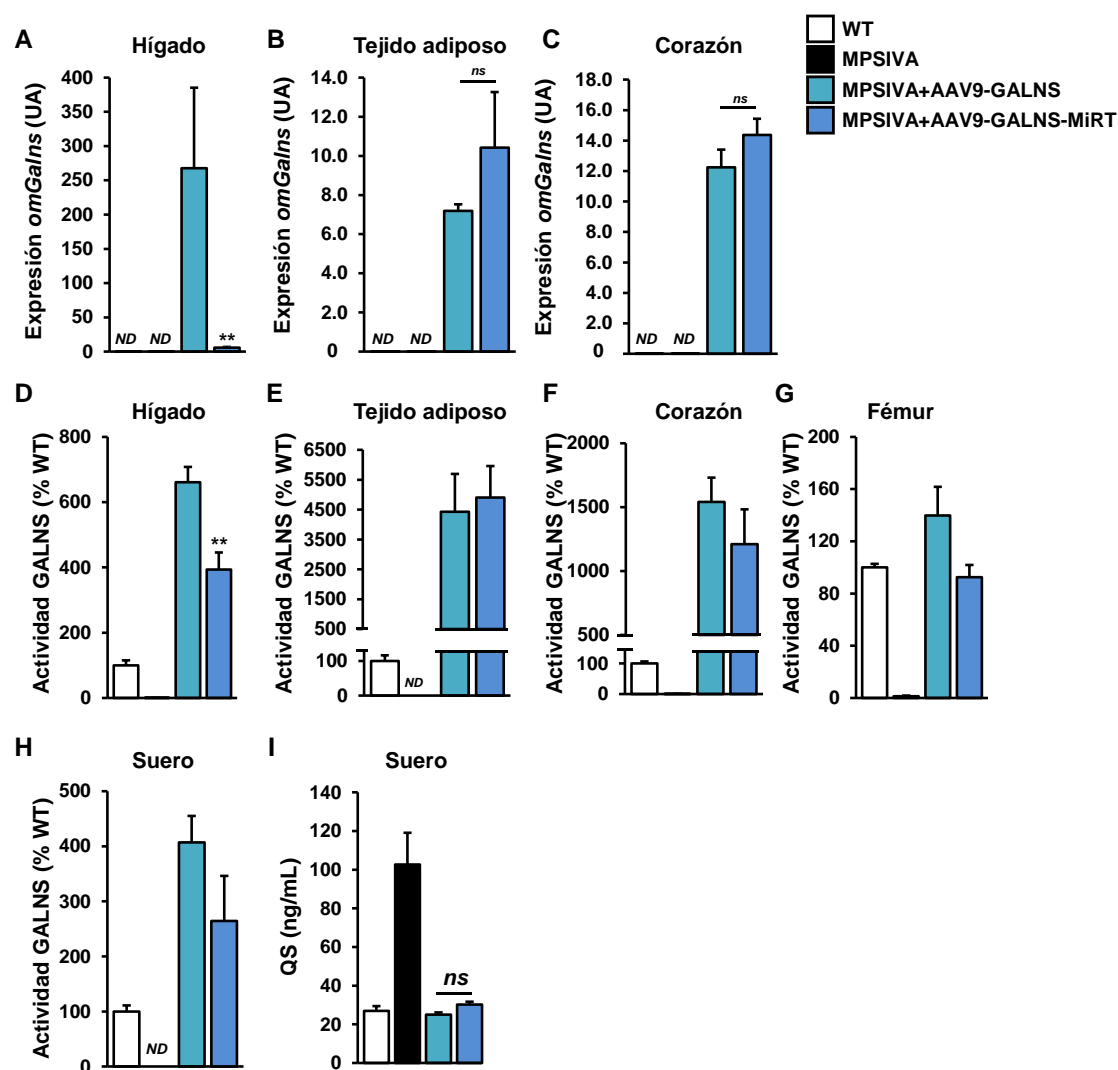 WT
MPSIVA
MPSIVA+AAV9-GALNS
MPSIVA+AAV9-GALNS-MiRT
A
Hígado
Expresión omGalns (UA)
400
350
300
250
200
150
100
50
0
ND
ND
**
B
Tejido adiposo
Expresión omGalns (UA)
14.0
12.0
10.0
8.0
6.0
4.0
2.0
0
ND
ND
ns
C
Corazón
Expresión omGalns (UA)
18.0
16.0
14.0
12.0
10.0
8.0
6.0
4.0
2.0
0
ND
ND
ns
D
Hígado
Actividad GALNS (% WT)
800
600
400
200
0
**
E
Tejido adiposo
Actividad GALNS (% WT)
6500
5500
4500
3500
2500
1500
500
100
0
ND
F
Corazón
Actividad GALNS (% WT)
2000
1500
1000
500
100
0
G
Fémur
Actividad GALNS (% WT)
200
160
120
80
40
0
H
Suero
Actividad GALNS (% WT)
500
400
300
200
100
0
ND
I
Suero
QS (ng/mL)
140
120
100
80
60
40
20
0
ns